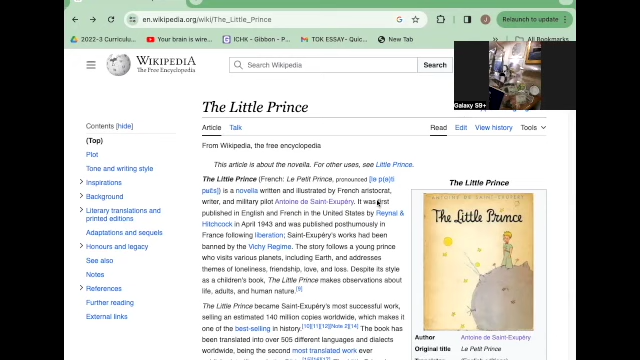 en.wikipedia.org/wiki/The_Little_Prince
Relaunch to update
2022-3 Curriculu...
Your brain is wire...
ICHK - Gibbon - P...
TOK ESSAY- Quic...
New Tab
All Bookmarks
WIKIPEDIA
The Free Encyclopedia
Search Wikipedia
Search
Galaxy S9+
The Little Prince
Contents [hide]
(Top)
Plot
Tone and writing style
Inspirations
Background
Literary translations and
printed editions
Adaptations and sequels
Honours and legacy
See also
Notes
References
Further reading
External links
Article Talk Read Edit View history Tools
From Wikipedia, the free encyclopedia
This article is about the novella. For other uses, see Little Prince.
The Little Prince (French: Le Petit Prince, pronounced [lə p(ə)ti
pʁɛ̃s]) is a novella written and illustrated by French aristocrat,
writer, and military pilot Antoine de Saint-Exupéry. It was first
published in English and French in the United States by Reynal &
Hitchcock in April 1943 and was published posthumously in
France following liberation; Saint-Exupéry's works had been
banned by the Vichy Regime. The story follows a young prince
who visits various planets, including Earth, and addresses
themes of loneliness, friendship, love, and loss. Despite its style
as a children's book, The Little Prince makes observations about
life, adults, and human nature.[9]
The Little Prince became Saint-Exupéry's most successful work,
selling an estimated 140 million copies worldwide, which makes it
one of the best-selling in history.[10][11][12][Note 2][14] The book has
been translated into over 505 different languages and dialects
worldwide, being the second most translated work ever
The Little Prince
ANTOINE DE SAINT-EXUPÉRY
The Little Prince
Author Antoine de Saint-Exupéry
Original title Le Petit Prince